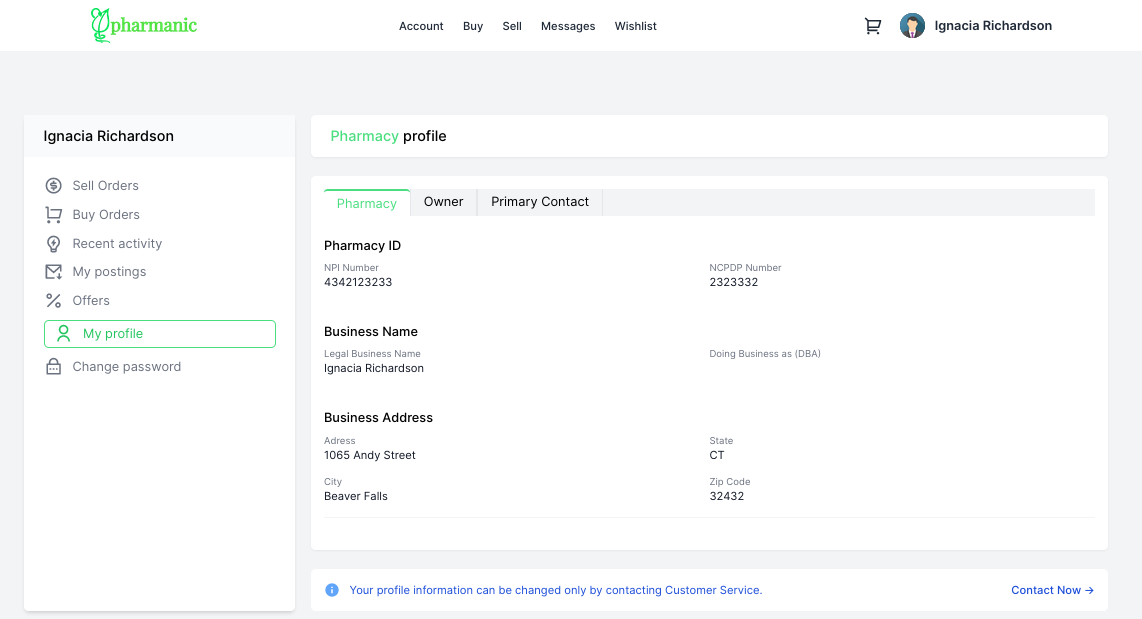 pharmanic
Account Buy Sell Messages Wishlist
Ignacia Richardson
Ignacia Richardson
Sell Orders
Buy Orders
Recent activity
My postings
Offers
My profile
Change password
Pharmacy profile
Pharmacy Owner Primary Contact
Pharmacy ID
NPI Number NCPDP Number
4342123233 2323332
Business Name
Legal Business Name Doing Business as (DBA)
Ignacia Richardson
Business Address
Adress State
1065 Andy Street CT
City Zip Code
Beaver Falls 32432
Your profile information can be changed only by contacting Customer Service. Contact Now →